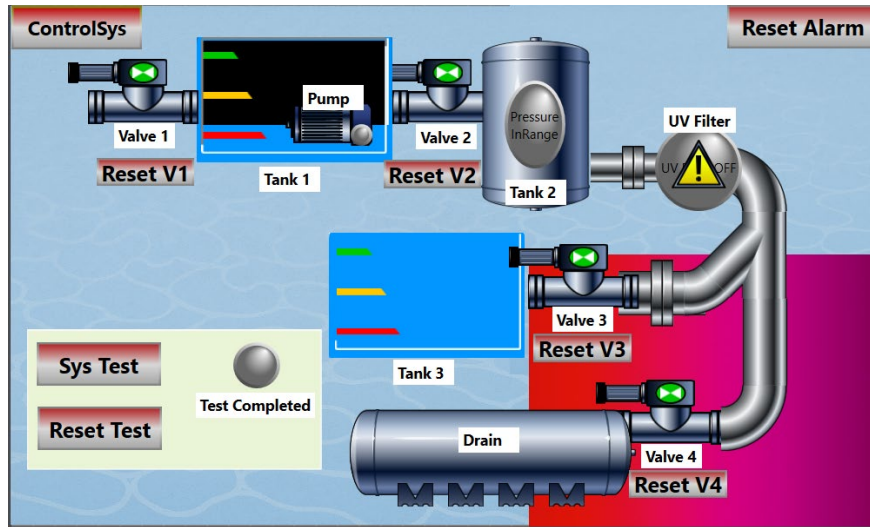 ControlSys
Reset Alarm
Pump
Valve 1
Valve 2
Pressure
InRange
UV Filter
UV
OFF
Reset V1
Tank 1
Reset V2
Tank 2
Valve 3
Reset V3
Tank 3
Sys Test
Test Completed
Reset Test
Drain
Valve 4
Reset V4